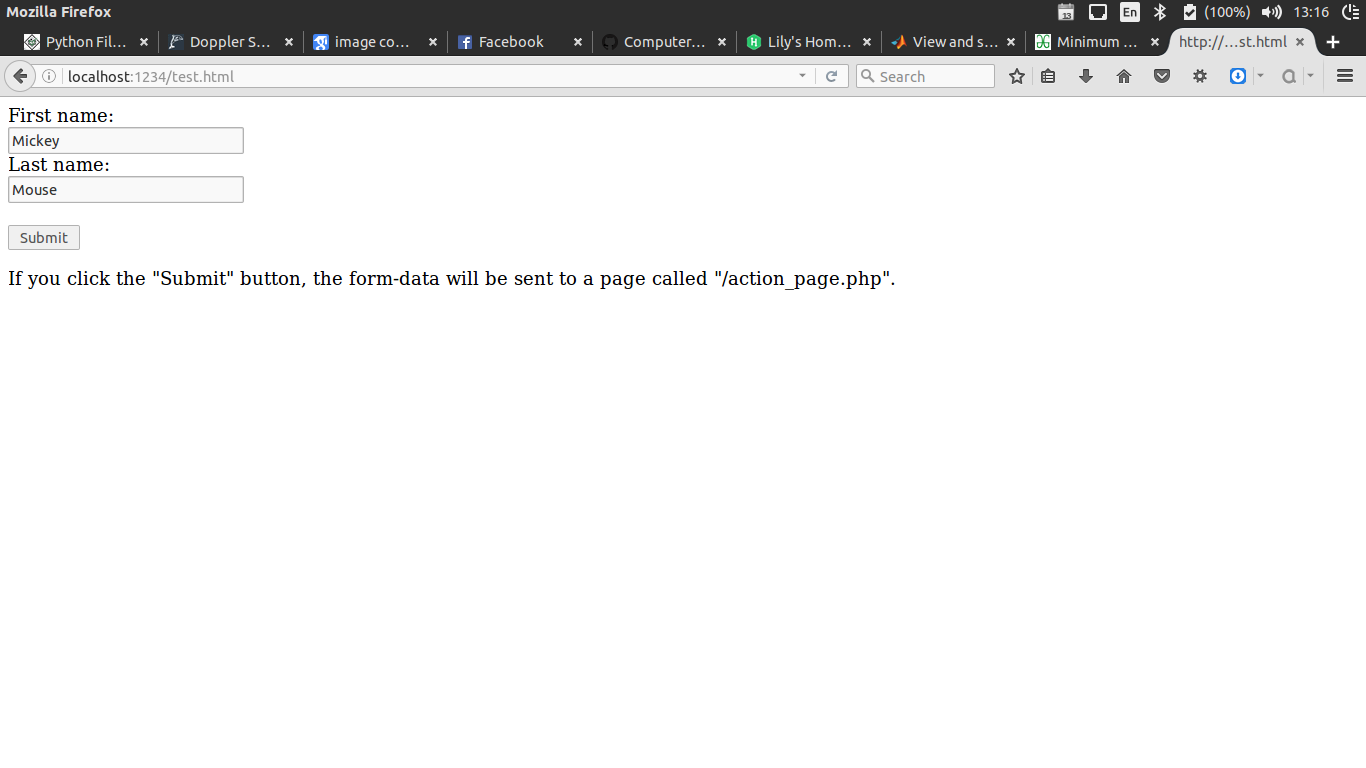 Mozilla Firefox
13 En (100%) 13:16
Python Fil... Doppler S... image co... Facebook Computer... Lily's Hom... View and s... Minimum ... http://...st.html
localhost:1234/test.html Search
First name:
Mickey
Last name:
Mouse
Submit
If you click the "Submit" button, the form-data will be sent to a page called "/action_page.php".